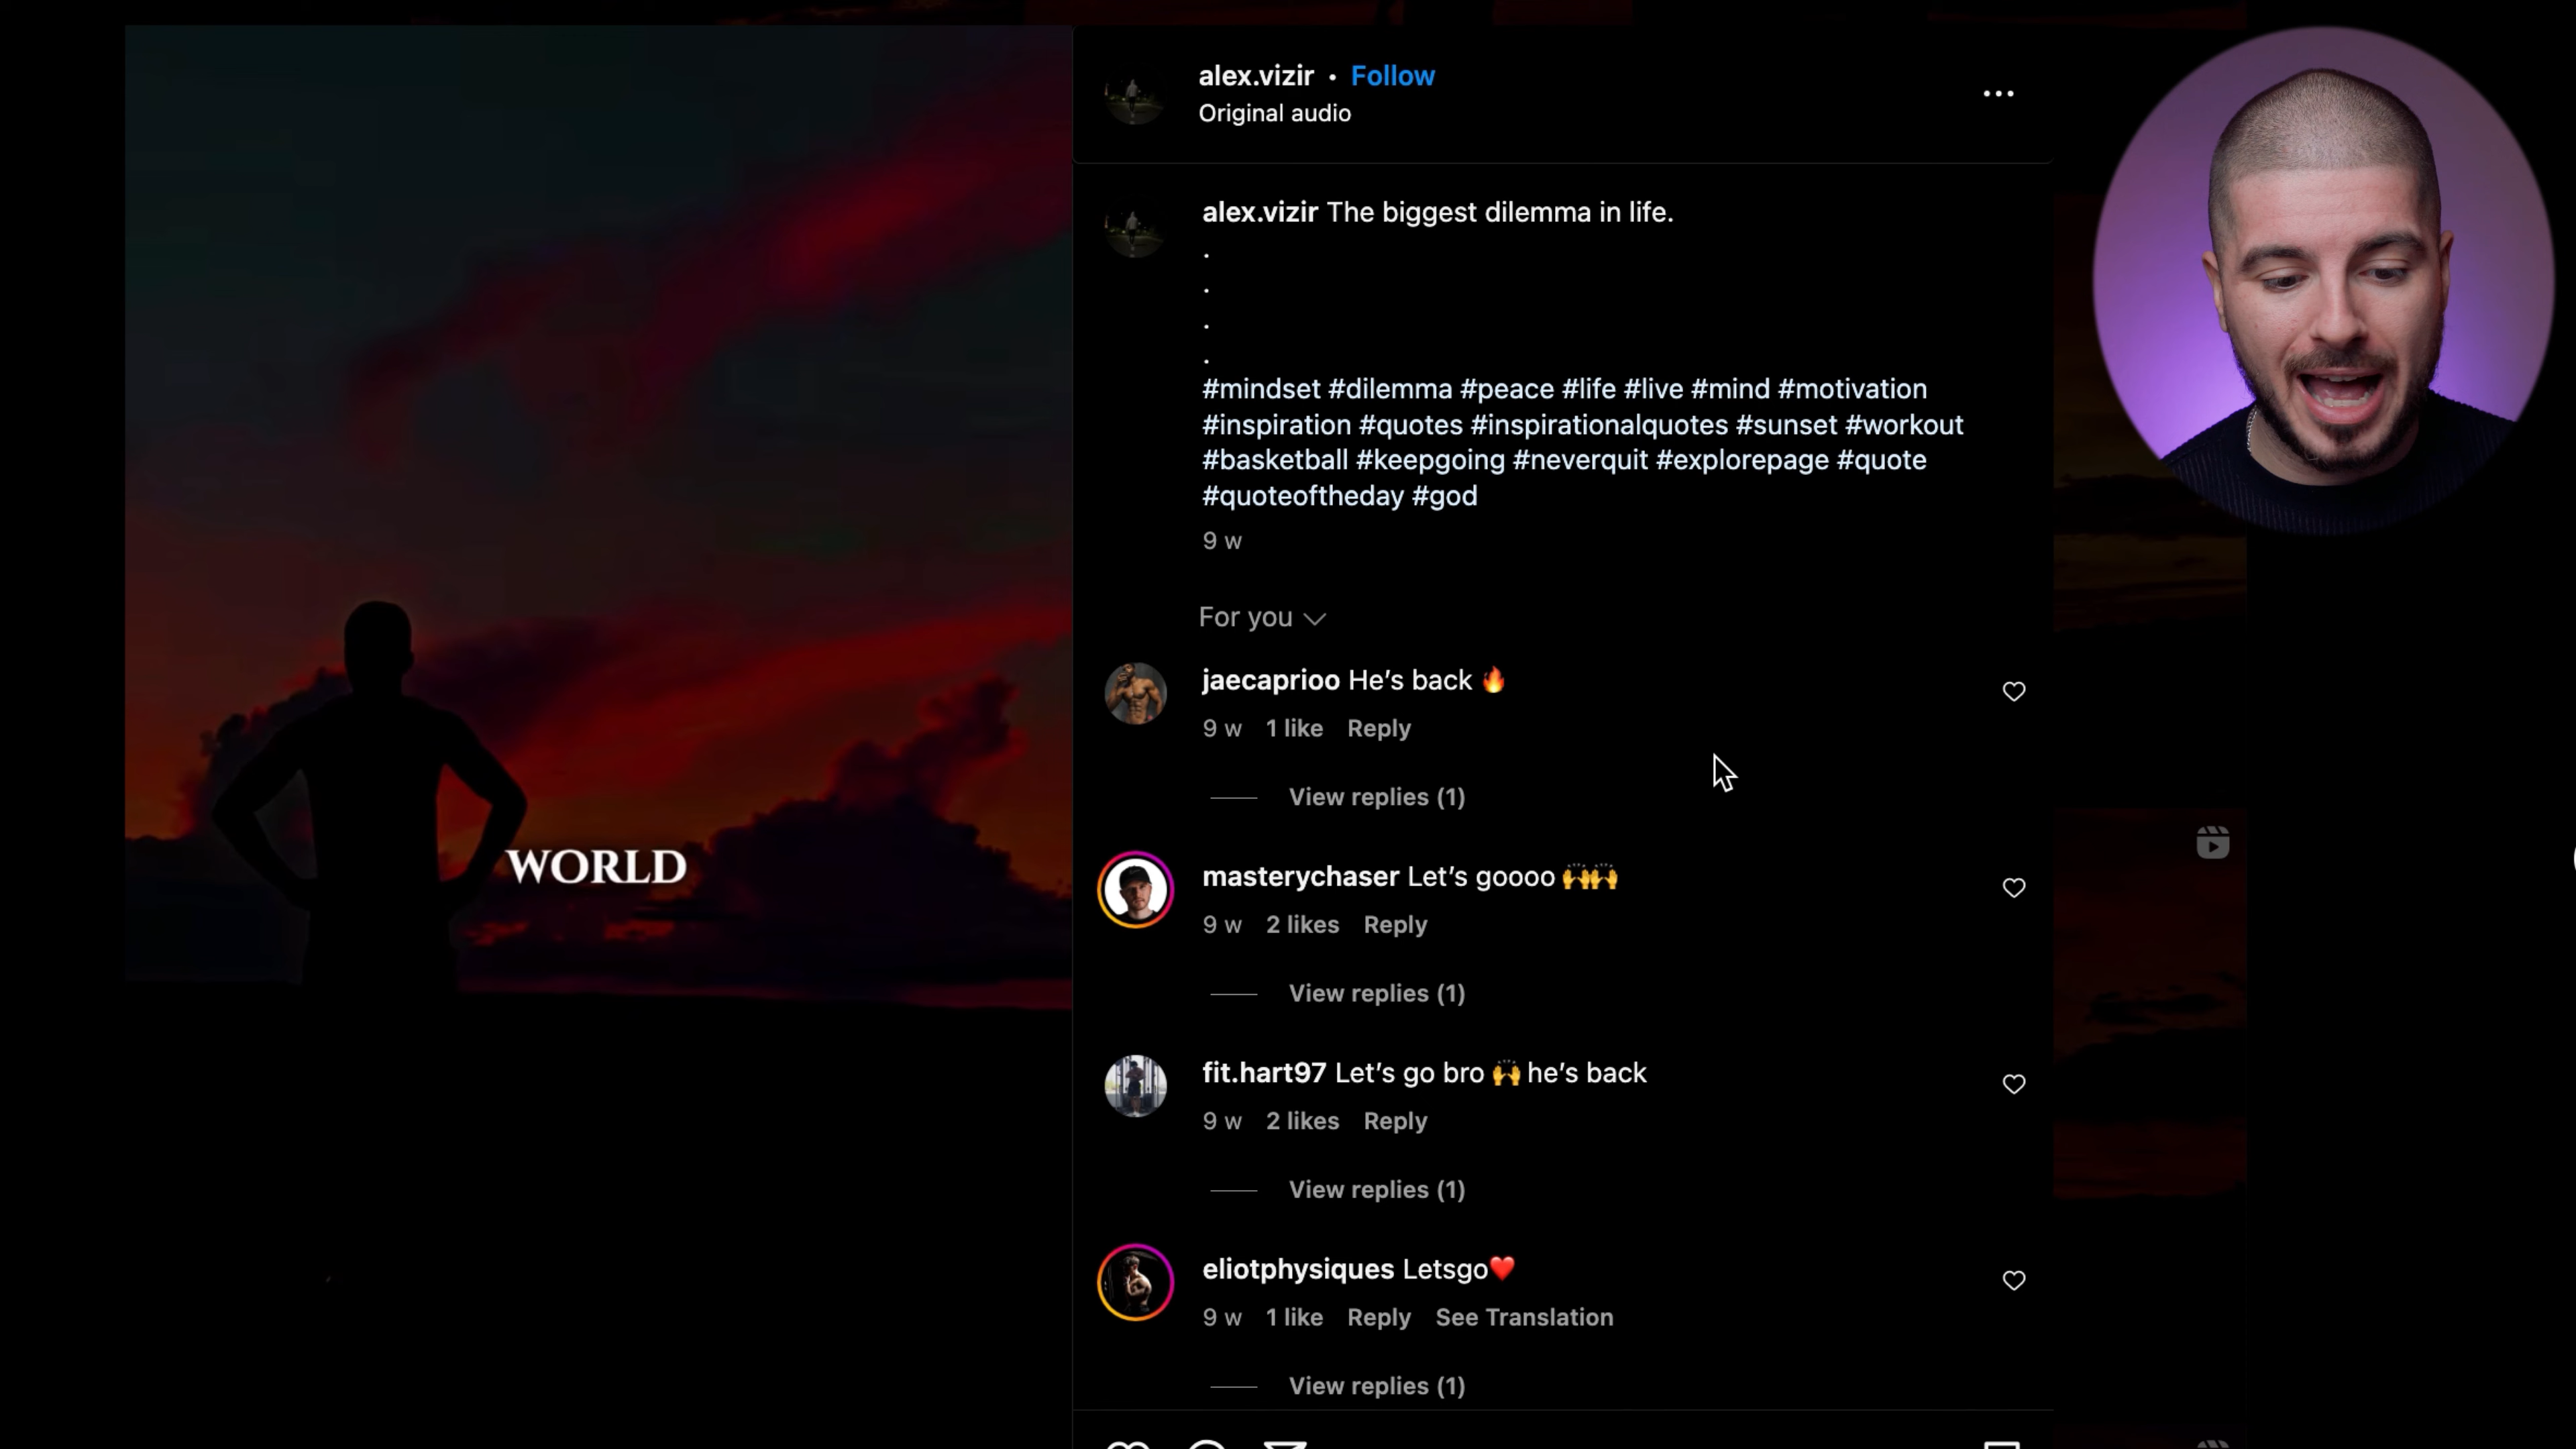 alex.vizir • Follow
Original audio
alex.vizir The biggest dilemma in life.
.
.
.
.
#mindset #dilemma #peace #life #live #mind #motivation
#inspiration #quotes #inspirationalquotes #sunset #workout
#basketball #keepgoing #neverquit #explorepage #quote
#quoteoftheday #god
9 w
For you
jaecaprioo He’s back 🔥
9 w 1 like Reply
View replies (1)
WORLD
masterychaser Let’s goooo 🙌🙌
9 w 2 likes Reply
View replies (1)
fit.hart97 Let’s go bro 🙌 he’s back
9 w 2 likes Reply
View replies (1)
eliotphysiques Letsgo❤️
9 w 1 like Reply See Translation
View replies (1)